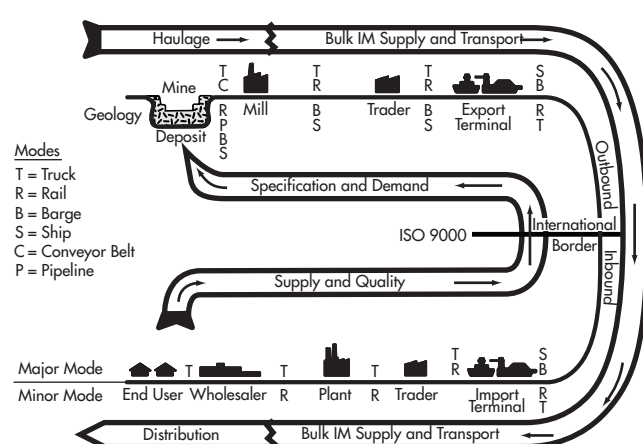 Haulage
Bulk IM Supply and Transport
T
C
R
P
B
S
T
R
B
S
T
R
B
S
S
B
R
T
Mine
Geology
Deposit
Mill
Trader
Export
Terminal
Modes
T = Truck
R = Rail
B = Barge
S = Ship
C = Conveyor Belt
P = Pipeline
Specification and Demand
Outbound
ISO 9000
International
Border
Inbound
Supply and Quality
Major Mode
Minor Mode
T
T
R
T
R
T
R
S
B
R
T
End User
Wholesaler
Plant
Trader
Import
Terminal
Distribution
Bulk IM Supply and Transport